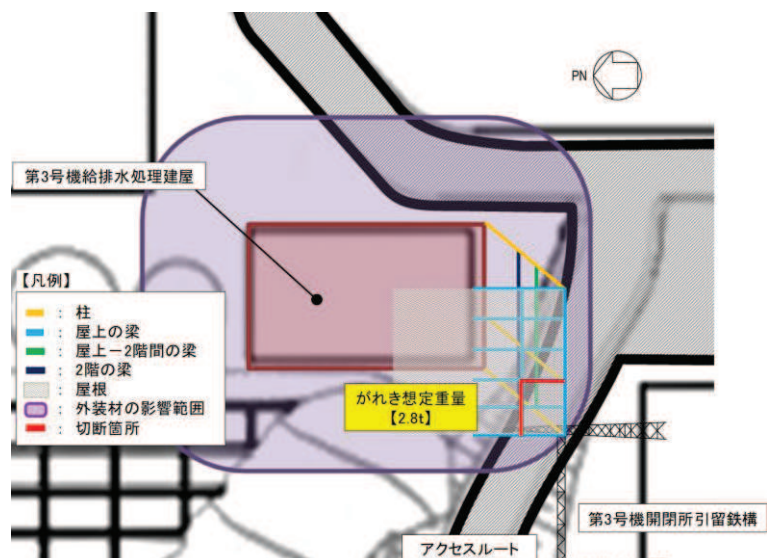 PN
第3号機給排水処理建屋
【凡例】
: 柱
: 屋上の梁
: 屋上－2階間の梁
: 2階の梁
: 屋根
: 外装材の影響範囲
: 切断箇所
がれき想定重量
【2.8t】
第3号機開閉所引留鉄構
アクセスルート